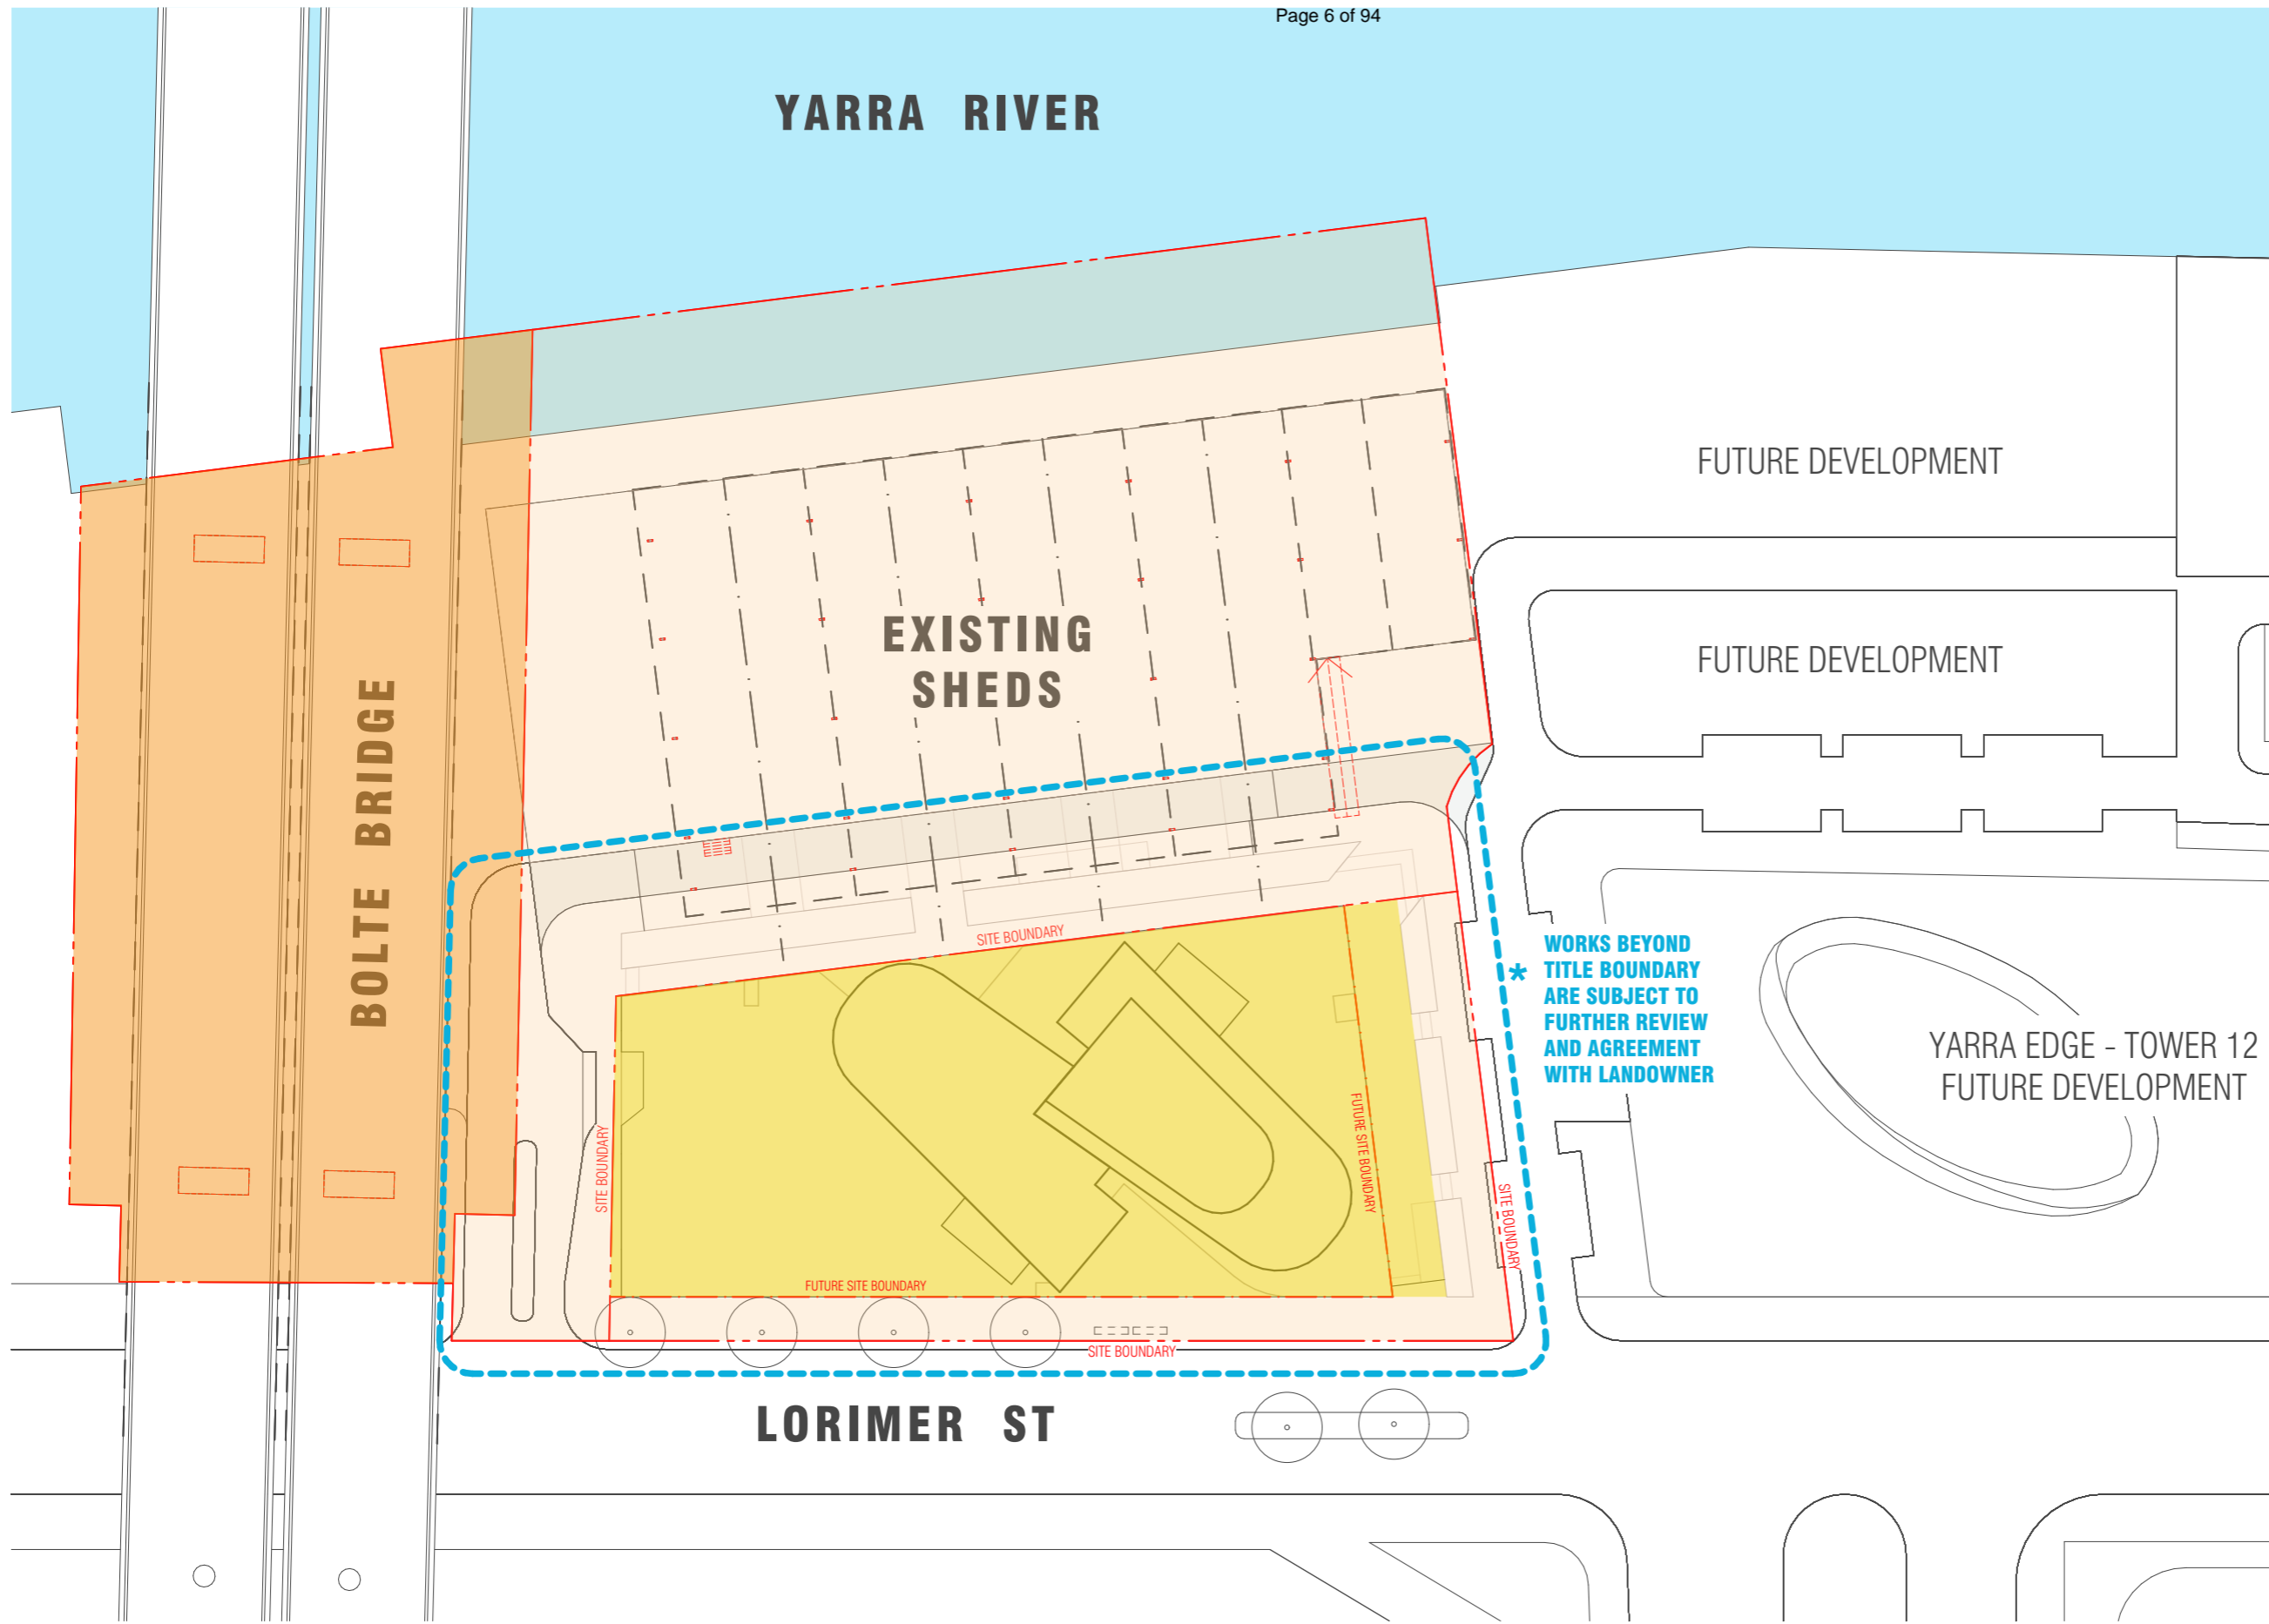 Page 6 of 94
YARRA RIVER
FUTURE DEVELOPMENT
EXISTING
SHEDS
FUTURE DEVELOPMENT
BOLTE BRIDGE
SITE BOUNDARY
* WORKS BEYOND
TITLE BOUNDARY
ARE SUBJECT TO
FURTHER REVIEW
AND AGREEMENT
WITH LANDOWNER
YARRA EDGE - TOWER 12
FUTURE DEVELOPMENT
SITE BOUNDARY
FUTURE SITE BOUNDARY
SITE BOUNDARY
FUTURE SITE BOUNDARY
SITE BOUNDARY
LORIMER ST